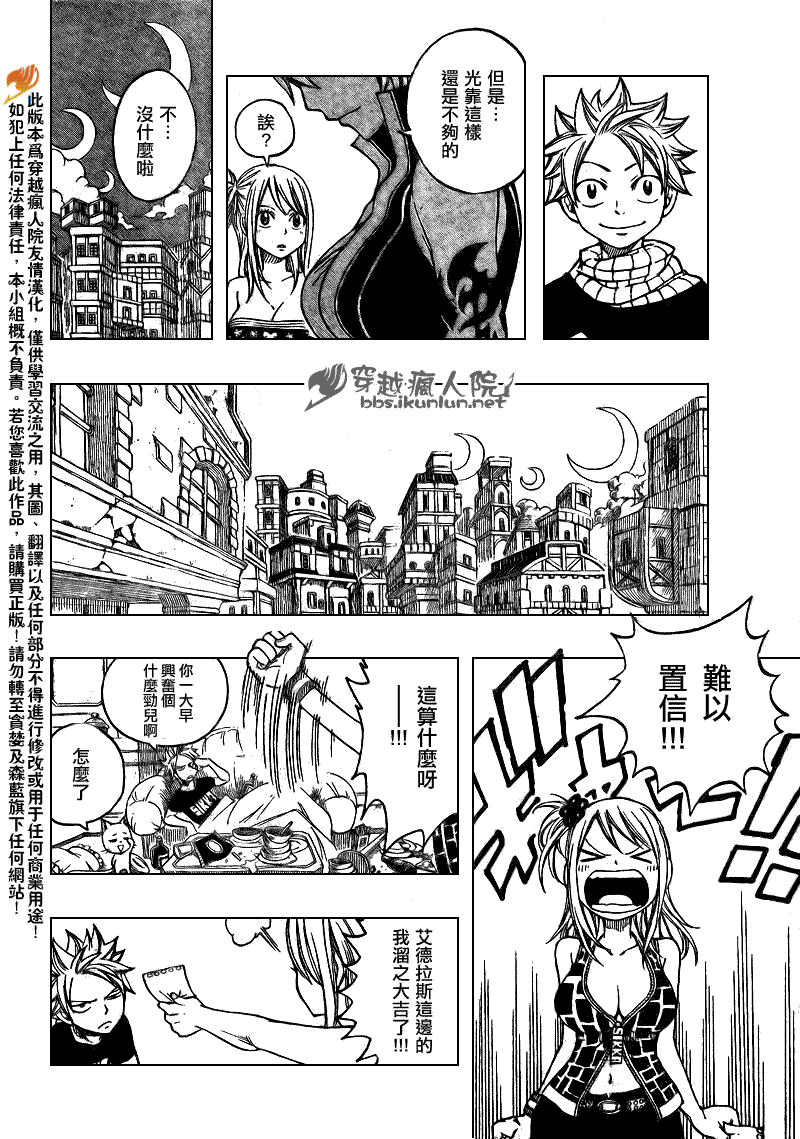 但是…
光靠這樣
還是不夠的
誒？
不…
沒什麼啦
穿越瘋人院
bbs.ikunlun.net
難以
置信!!!
這算什麼呀
——!!!
你一大早
興奮個
什麼勁兒啊
怎麼了
艾德拉斯這邊的
我溜之大吉了!!!
此版本爲穿越瘋人院友情漢化，僅供學習交流之用，其圖、翻譯以及任何部分不得進行修改或用于任何商業用途！
如犯上任何法律責任，本小組概不負責。若您喜歡此作品，請購買正版！請勿轉至貪婪及森藍旗下任何網站！